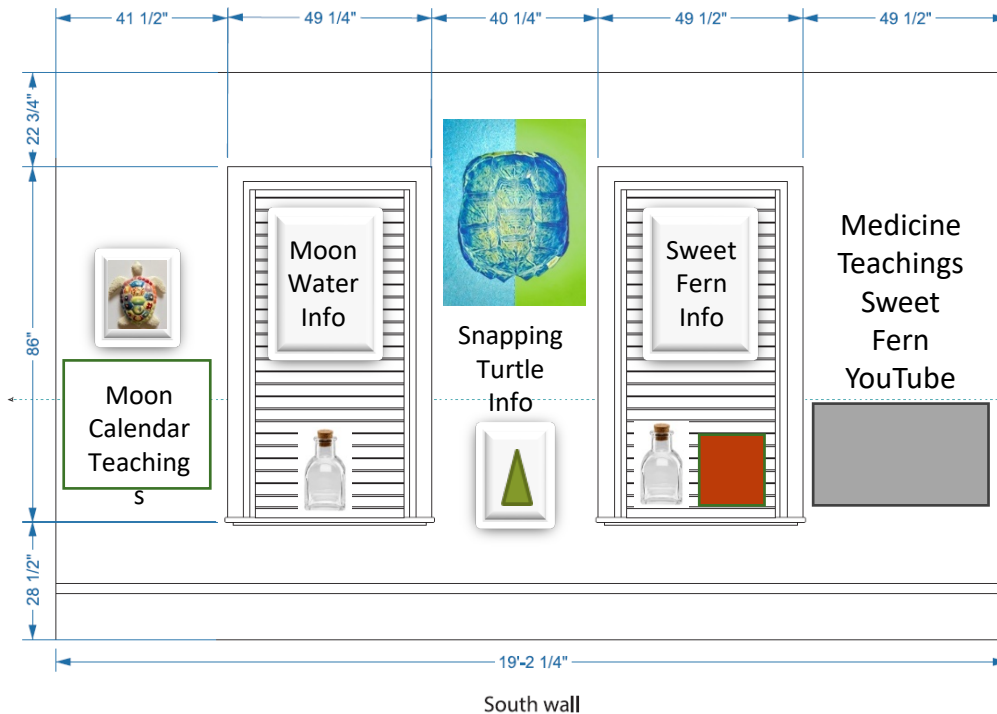 41 1/2"
49 1/4"
40 1/4"
49 1/2"
49 1/2"
22 3/4"
86"
28 1/2"
Moon
Calendar
Teaching
s
Moon
Water
Info
Snapping
Turtle
Info
Sweet
Fern
Info
Medicine
Teachings
Sweet
Fern
YouTube
19'-2 1/4"
South wall